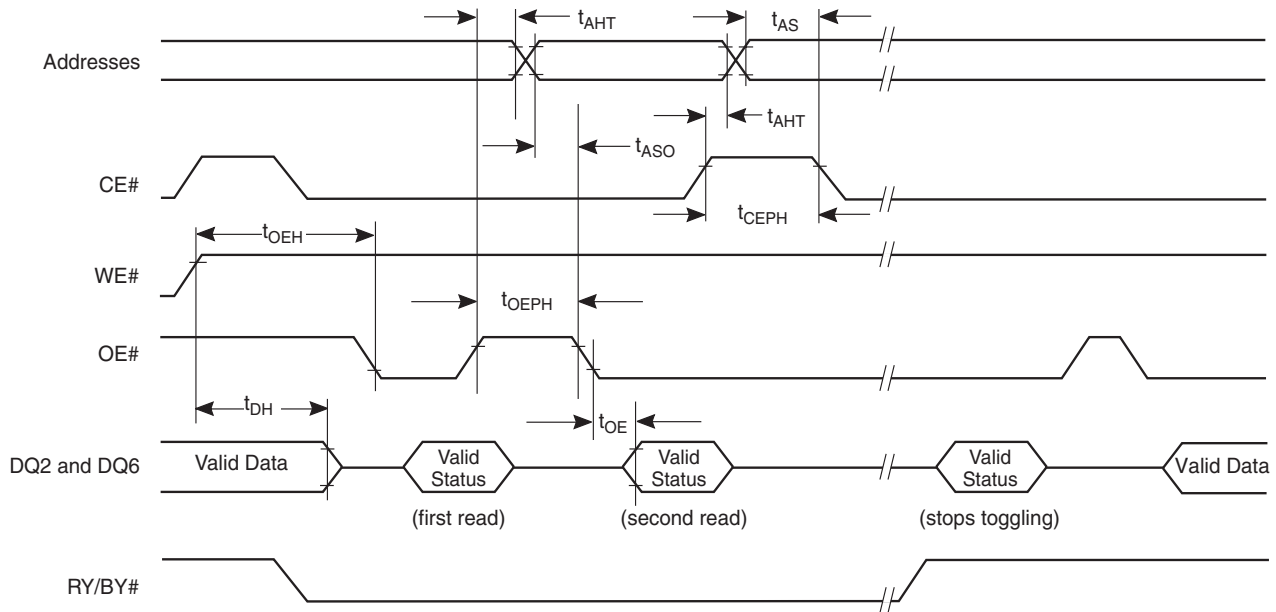 tAHT
tAS
Addresses
tAHT
tASO
CE#
tCEPH
tOEH
WE#
tOEPH
OE#
tDH
tOE
DQ2 and DQ6
Valid Data
Valid
Status
Valid
Status
Valid
Status
Valid Data
(first read)
(second read)
(stops toggling)
RY/BY#